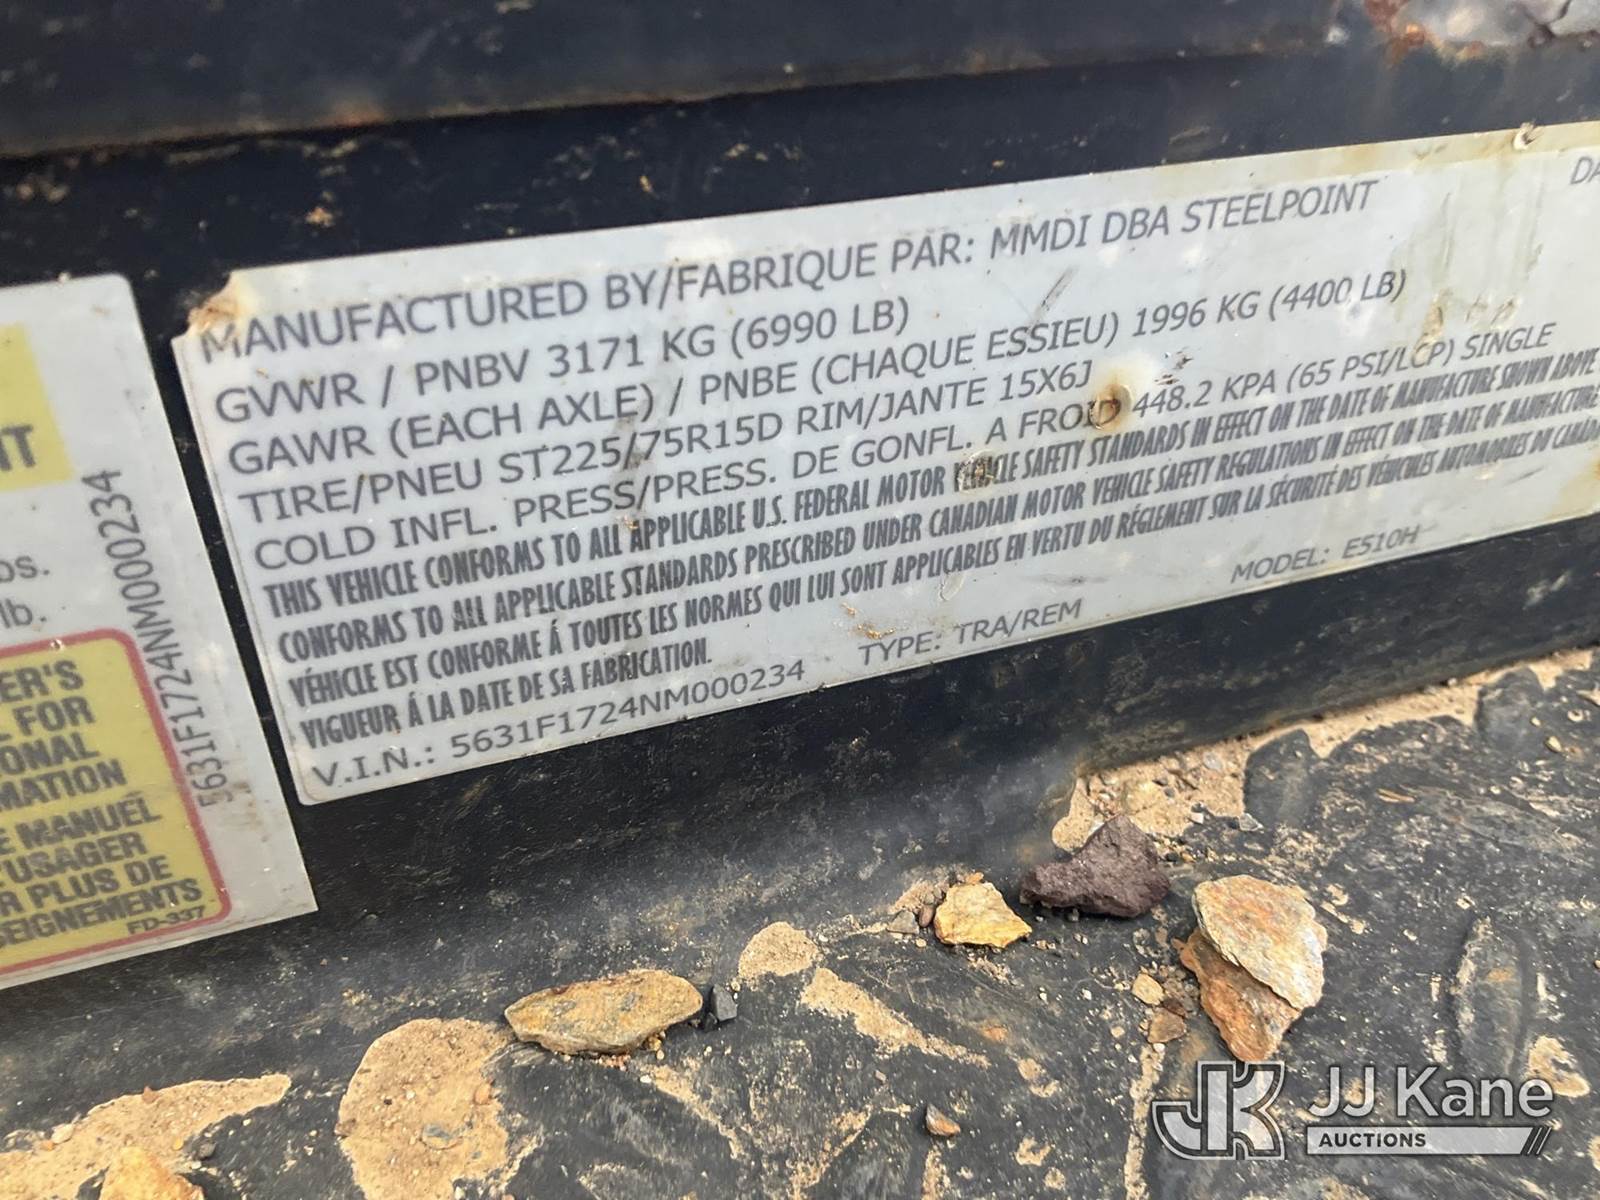 MANUFACTURED BY/FABRIQUE PAR: MMDI DBA STEELPOINT DA
GVWR / PNBV 3171 KG (6990 LB)
GAWR (EACH AXLE) / PNBE (CHAQUE ESSIEU) 1996 KG (4400 LB)
TIRE/PNEU ST225/75R15D RIM/JANTE 15X6J
COLD INFL. PRESS/PRESS. DE GONFL. A FROID 448.2 KPA (65 PSI/LCP) SINGLE
THIS VEHICLE CONFORMS TO ALL APPLICABLE U.S. FEDERAL MOTOR VEHICLE SAFETY STANDARDS IN EFFECT ON THE DATE OF MANUFACTURE SHOWN ABOVE
CONFORMS TO ALL APPLICABLE STANDARDS PRESCRIBED UNDER CANADIAN MOTOR VEHICLE SAFETY REGULATIONS IN EFFECT ON THE DATE OF MANUFACTURE
VÉHICLE EST CONFORME Á TOUTES LES NORMES QUI LUI SONT APPLICABLES EN VERTU DU RÉGLEMENT SUR LA SÉCURITÉ DES VÉHICULES AUTOMOBILES DU CANADA
VIGUEUR Á LA DATE DE SA FABRICATION.
V.I.N.: 5631F1724NM000234 TYPE: TRA/REM MODEL: E510H
NT
os.
lb.
5631F1724NM000234
ER'S
L FOR
ONAL
MATION
E MANUEL
L'USAGER
R PLUS DE
SEIGNEMENTS
FD-337
JK JJ Kane
AUCTIONS